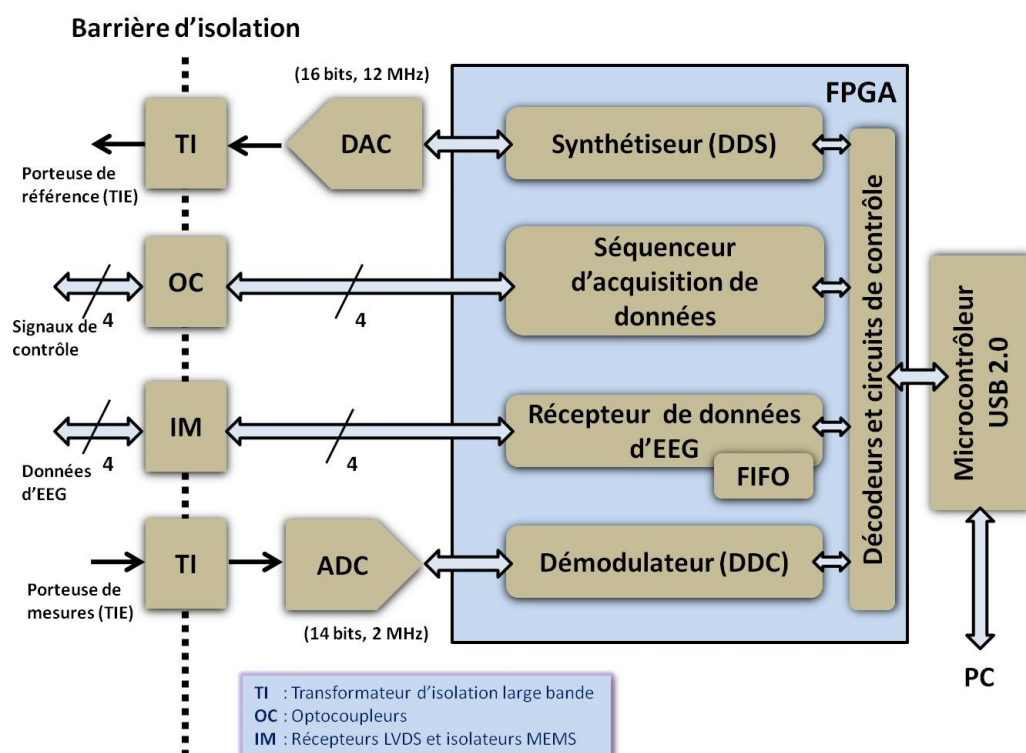 Barrière d'isolation
(16 bits, 12 MHz)
FPGA
TI
DAC
Synthétiseur (DDS)
Porteuse de
référence (TIE)
OC
4
4
Séquenceur
d'acquisition de
données
Signaux de
contrôle
IM
4
4
Récepteur de données
d'EEG
FIFO
Données
d'EEG
TI
ADC
Démodulateur (DDC)
Porteuse de
mesures (TIE)
(14 bits, 2 MHz)
Décodeurs et circuits de contrôle
Microcontrôleur
USB 2.0
PC
TI : Transformateur d'isolation large bande
OC : Optocoupleurs
IM : Récepteurs LVDS et isolateurs MEMS